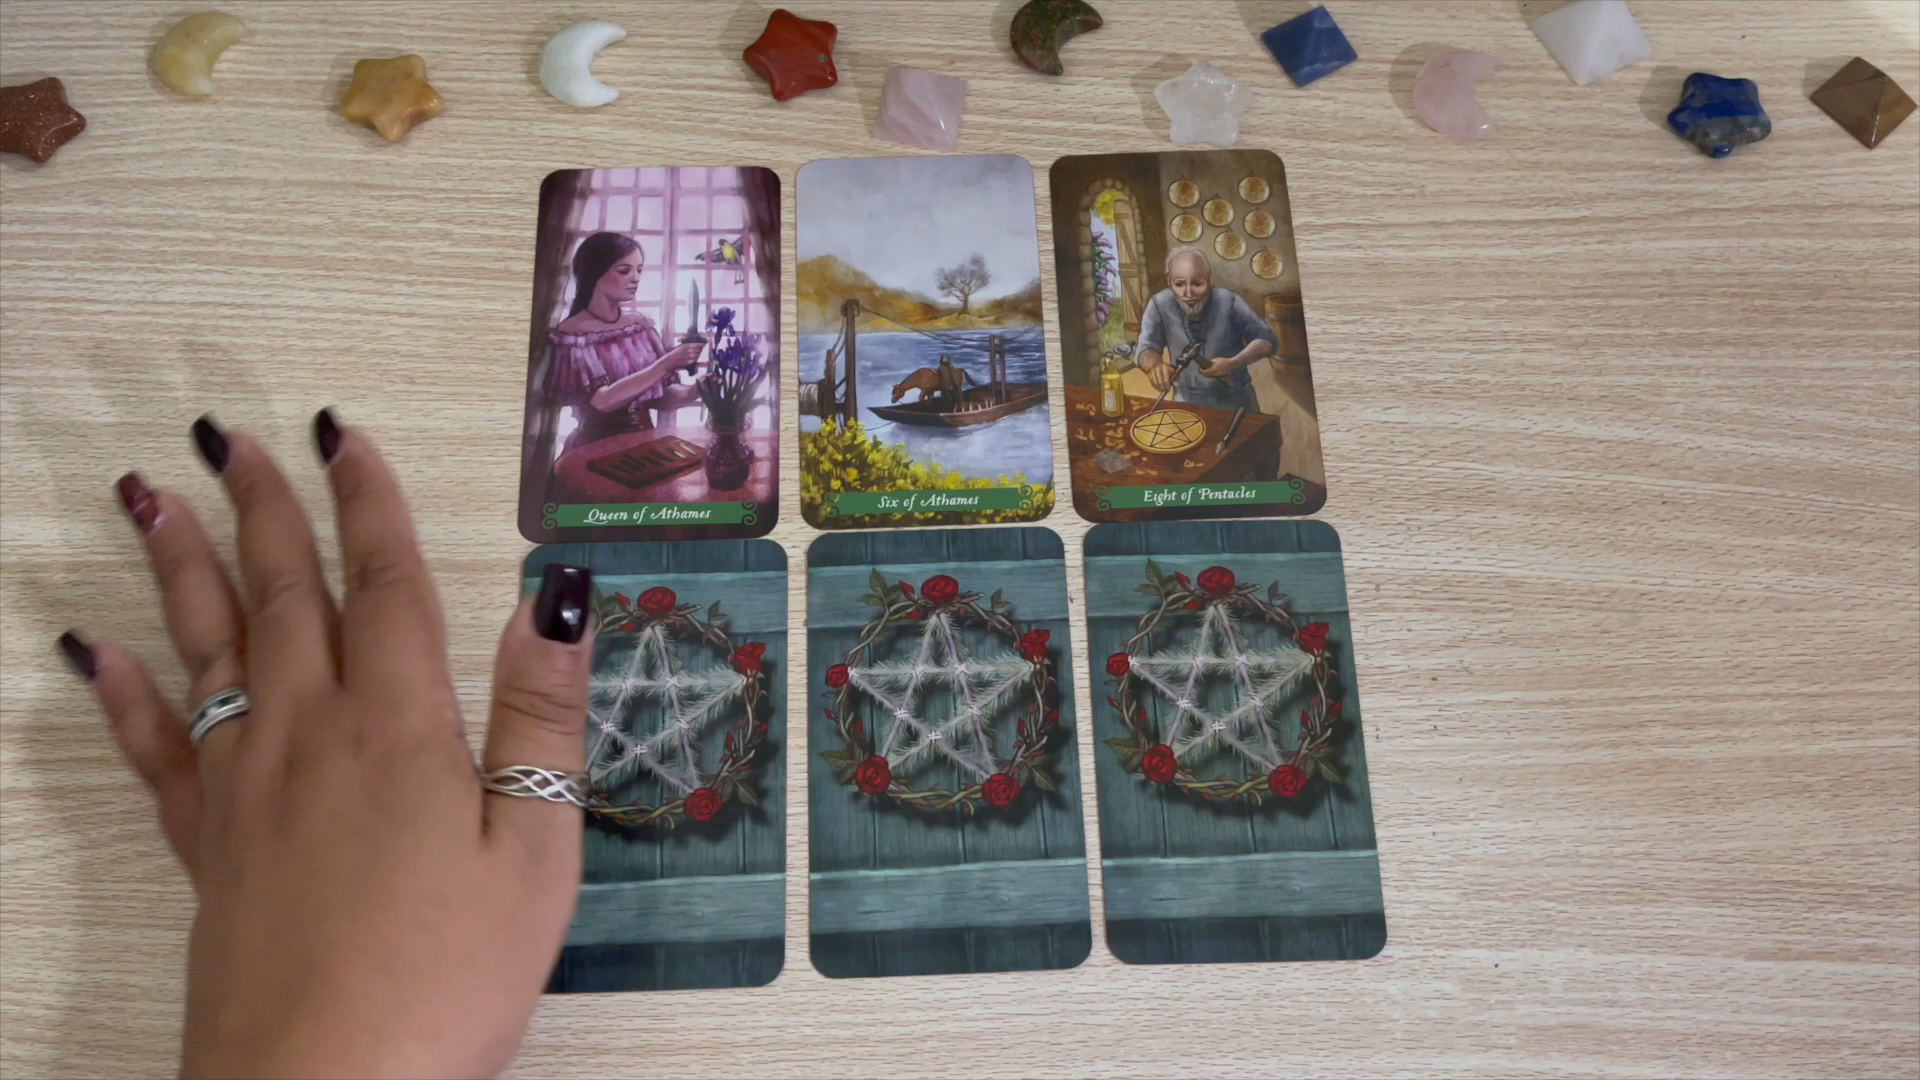 Queen of Athames
Six of Athames
Eight of Pentacles